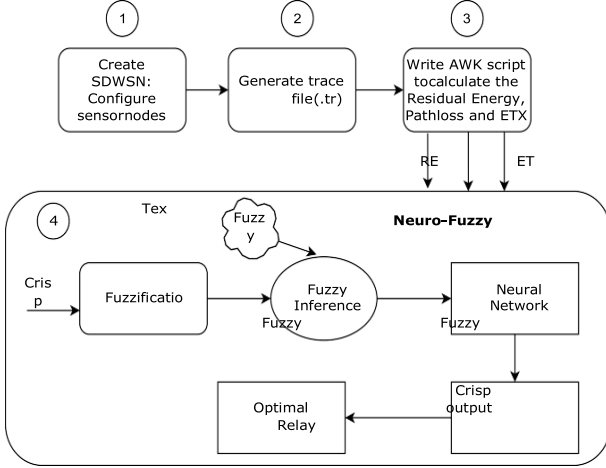 1
2
3
Create
SDWSN:
Configure
sensornodes
Generate trace
file(.tr)
Write AWK script
tocalculate the
Residual Energy,
Pathloss and ETX
RE
ET
4
Tex
Neuro-Fuzzy
Fuzz
y
Cris
p
Fuzzificatio
Fuzzy
Inference
Fuzzy
Neural
Network
Fuzzy
Crisp
output
Optimal
Relay